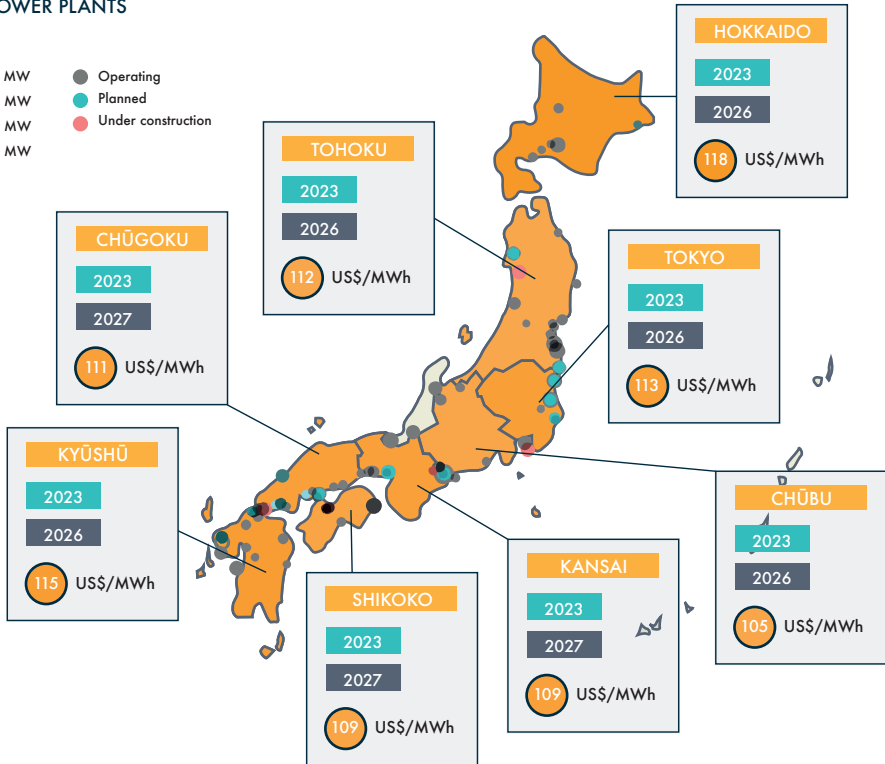 OWER PLANTS
MW
MW
MW
MW
Operating
Planned
Under construction
HOKKAIDO
2023
2026
118 US$/MWh
TOHOKU
2023
2026
112 US$/MWh
CHŪGOKU
2023
2027
111 US$/MWh
TOKYO
2023
2026
113 US$/MWh
KYŪSHŪ
2023
2026
115 US$/MWh
CHŪBU
2023
2026
105 US$/MWh
KANSAI
2023
2027
109 US$/MWh
SHIKOKO
2023
2027
109 US$/MWh